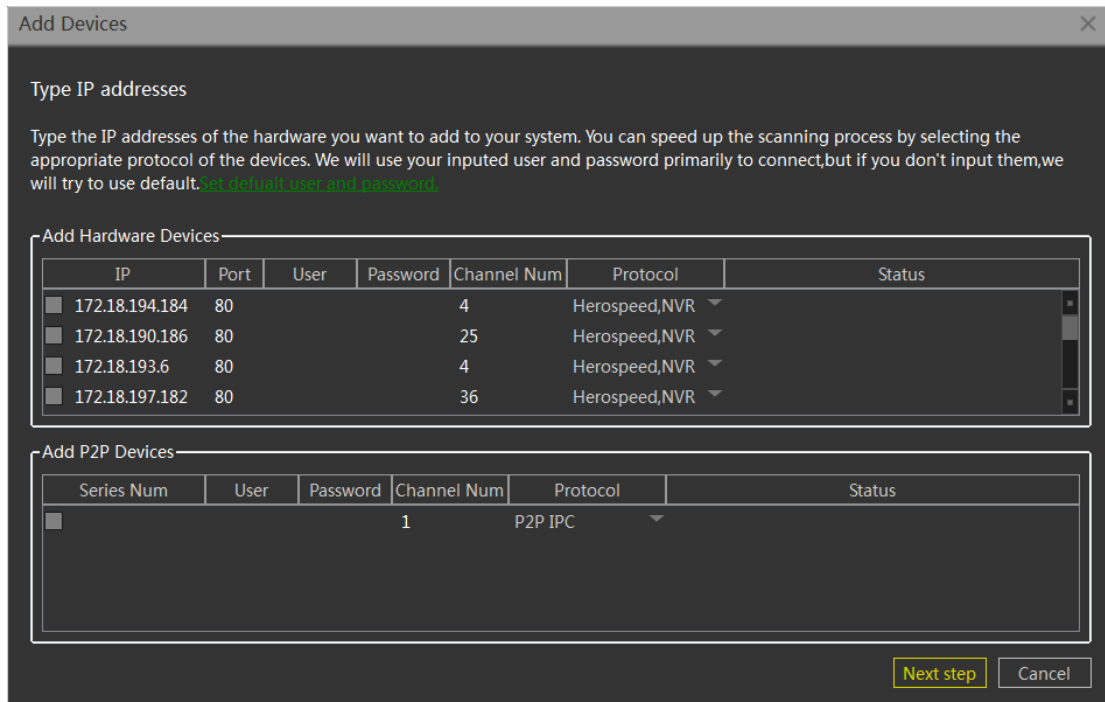 Add Devices
Type IP addresses
Type the IP addresses of the hardware you want to add to your system. You can speed up the scanning process by selecting the
appropriate protocol of the devices. We will use your inputed user and password primarily to connect,but if you don't input them,we
will try to use default.Set defualt user and password.
Add Hardware Devices
IP Port User Password Channel Num Protocol Status
172.18.194.184 80 4 Herospeed,NVR
172.18.190.186 80 25 Herospeed,NVR
172.18.193.6 80 4 Herospeed,NVR
172.18.197.182 80 36 Herospeed,NVR
Add P2P Devices
Series Num User Password Channel Num Protocol Status
1 P2P IPC
Next step Cancel